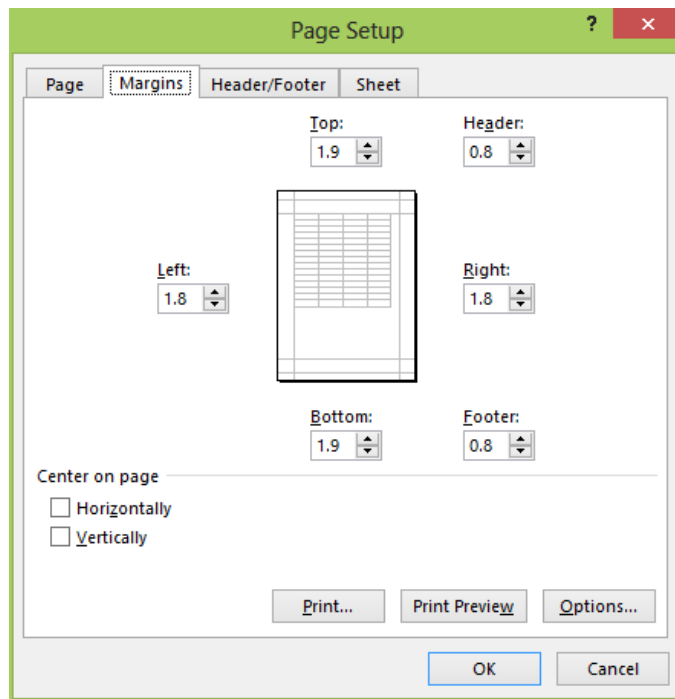 Page Setup ? ×
Page Margins Header/Footer Sheet
Top: Header:
1.9 0.8
Left: Right:
1.8 1.8
Bottom: Footer:
1.9 0.8
Center on page
Horizontally
Vertically
Print... Print Preview Options...
OK Cancel